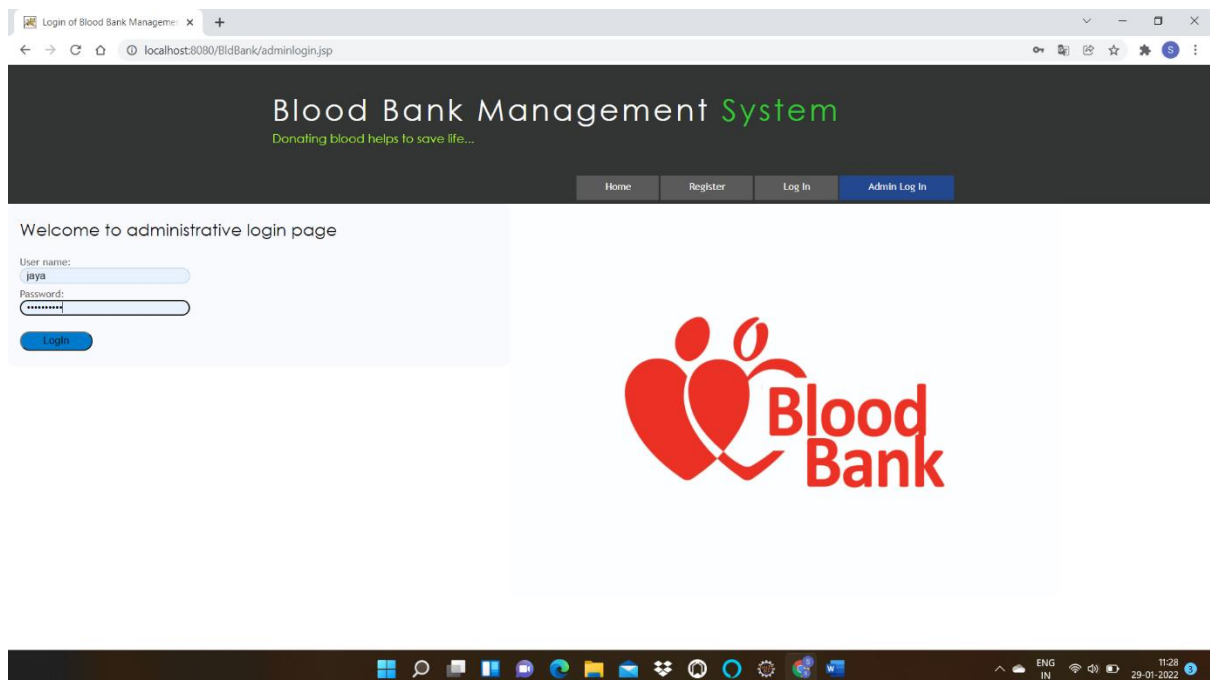 Login of Blood Bank Managemen
localhost:8080/BldBank/adminlogin.jsp
S
Blood Bank Management System
Donating blood helps to save life...
Home Register Log In Admin Log In
Welcome to administrative login page
User name:
jaya
Password:
••••••••••
LogIn
Blood
Bank
ENG
IN
11:28
29-01-2022
3